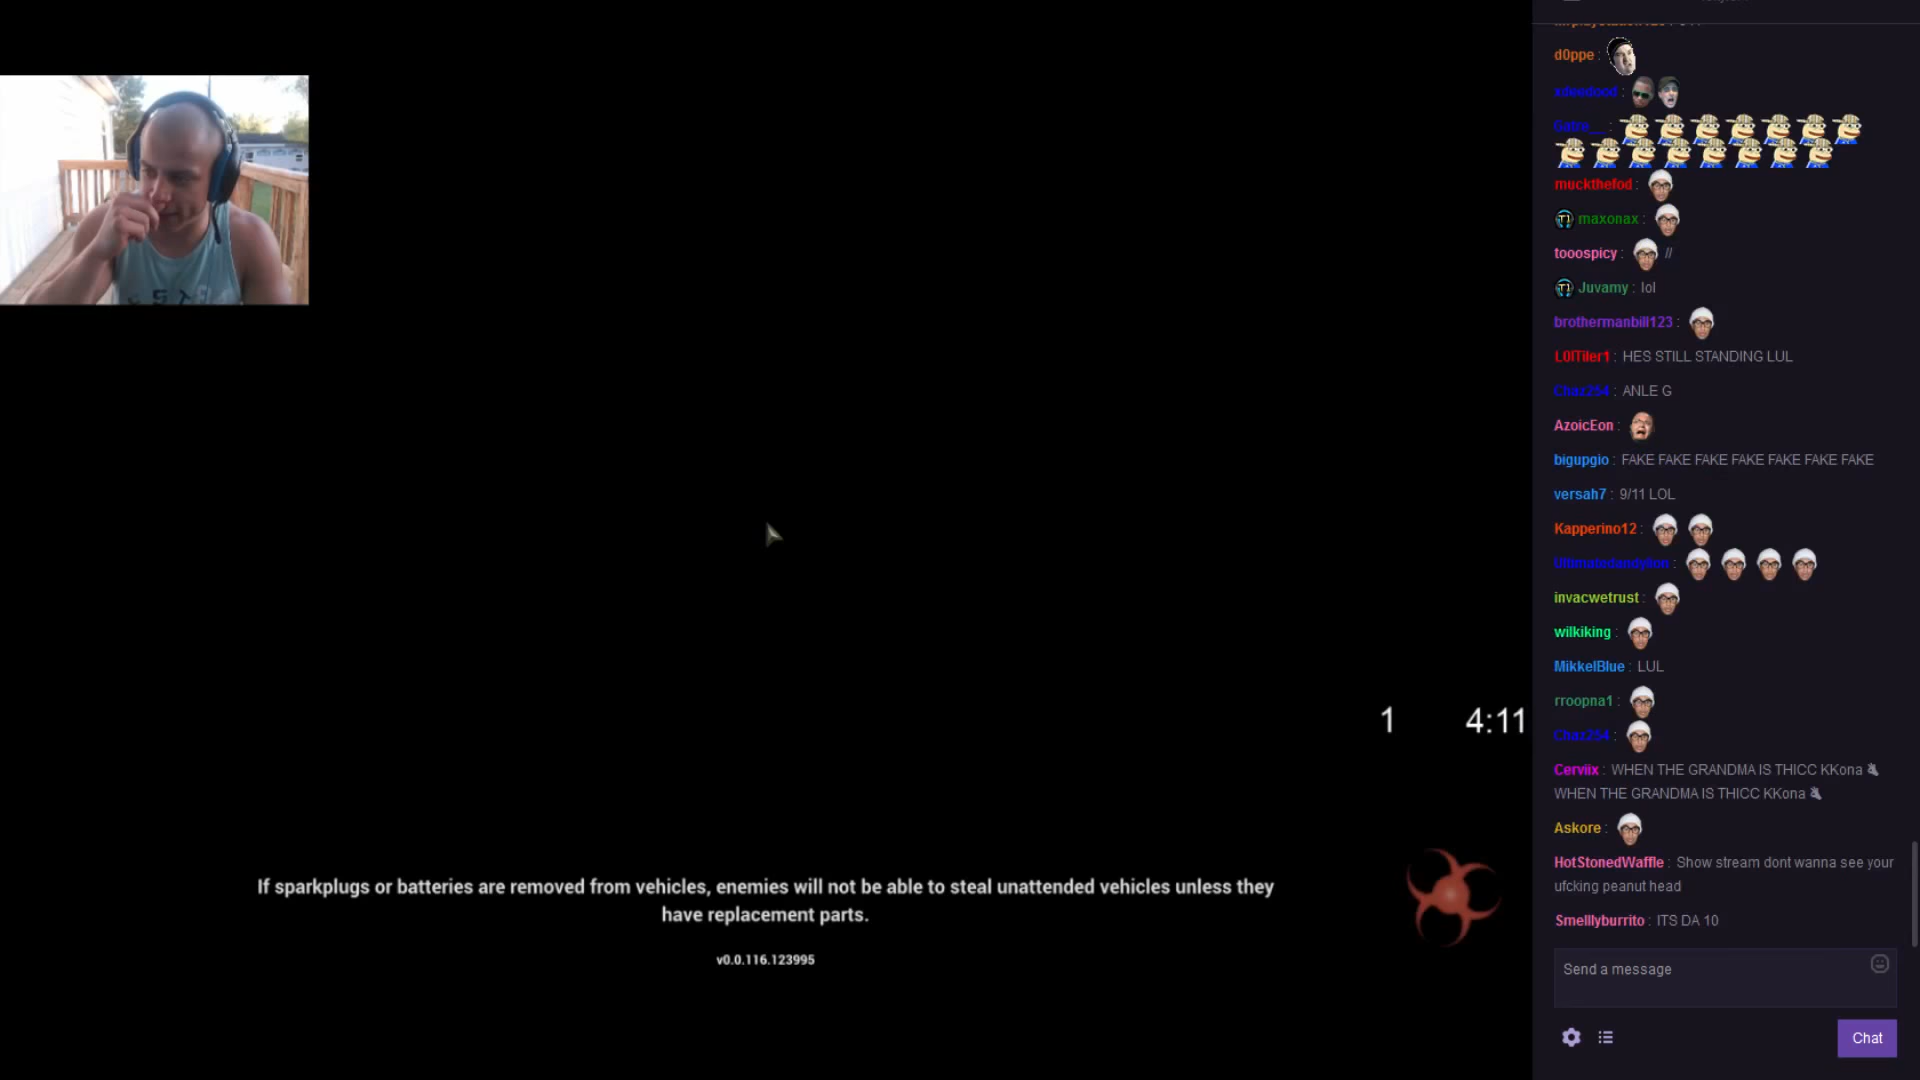 d0ppe :
muckthefod :
maxonax :
tooospicy : //
Juvamy : lol
brothermanbill123 :
L0lTiler1 : HES STILL STANDING LUL
Chaz254 : ANLE G
AzoicEon :
bigupgio : FAKE FAKE FAKE FAKE FAKE FAKE FAKE
versah7 : 9/11 LOL
Kapperino12 :
Ultimatedandylion :
invacwetrust :
wilkiking :
MikkelBlue : LUL
rroopna1 :
Chaz254 :
Cerviix : WHEN THE GRANDMA IS THICC KKona
WHEN THE GRANDMA IS THICC KKona
Askore :
HotStonedWaffle : Show stream dont wanna see your
ufcking peanut head
Smelllyburrito : ITS DA 10
Send a message
Chat
1 4:11
If sparkplugs or batteries are removed from vehicles, enemies will not be able to steal unattended vehicles unless they
have replacement parts.
v0.0.116.123995